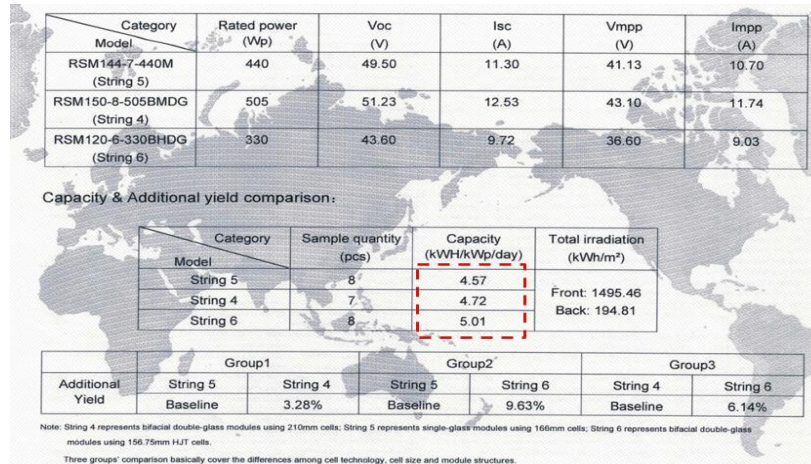 Category Rated power Voc Isc Vmpp Impp
Model (Wp) (V) (A) (V) (A)
RSM144-7-440M 440 49.50 11.30 41.13 10.70
(String 5)
RSM150-8-505BMDG 505 51.23 12.53 43.10 11.74
(String 4)
RSM120-6-330BHDG 330 43.60 9.72 36.60 9.03
(String 6)
Capacity & Additional yield comparison:
Category Sample quantity Capacity Total irradiation
Model (pcs) (kWH/kWp/day) (kWh/m²)
String 5 8 4.57
String 4 7 4.72
Front: 1495.46
Back: 194.81
String 6 8 5.01
Group1 Group2 Group3
Additional Yield String 5 String 4 String 5 String 6 String 4 String 6
Baseline 3.28% Baseline 9.63% Baseline 6.14%
Note: String 4 represents bifacial double-glass modules using 210mm cells; String 5 represents single-glass modules using 166mm cells; String 6 represents bifacial double-glass
modules using 156.75mm HJT cells.
Three groups' comparison basically cover the differences among cell technology, cell size and module structures.